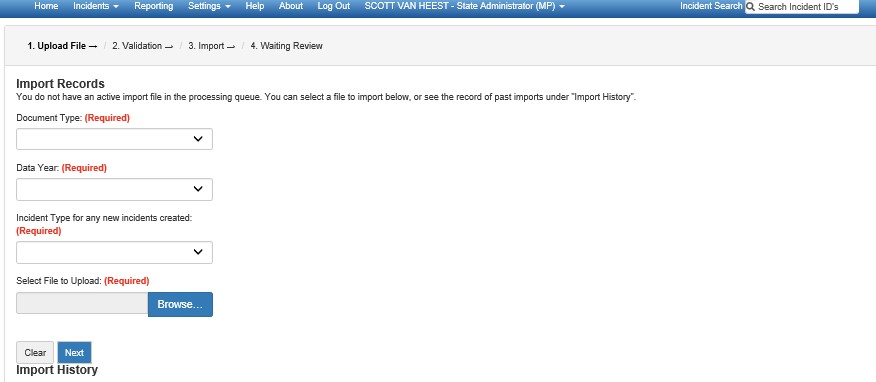 Home Incidents Reporting Settings Help About Log Out SCOTT VAN HEEST - State Administrator (MP) Incident Search Search Incident ID's
1. Upload File → / 2. Validation → / 3. Import → / 4. Waiting Review
Import Records
You do not have an active import file in the processing queue. You can select a file to import below, or see the record of past imports under "Import History".
Document Type: (Required)
Data Year: (Required)
Incident Type for any new incidents created:
(Required)
Select File to Upload: (Required)
Browse...
Clear Next
Import History